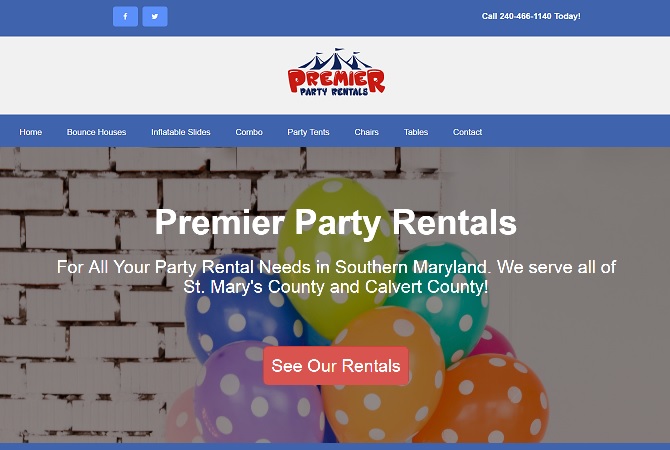 Call 240-466-1140 Today!
PREMIER
PARTY RENTALS
Home Bounce Houses Inflatable Slides Combo Party Tents Chairs Tables Contact
Premier Party Rentals
For All Your Party Rental Needs in Southern Maryland. We serve all of
St. Mary's County and Calvert County!
See Our Rentals